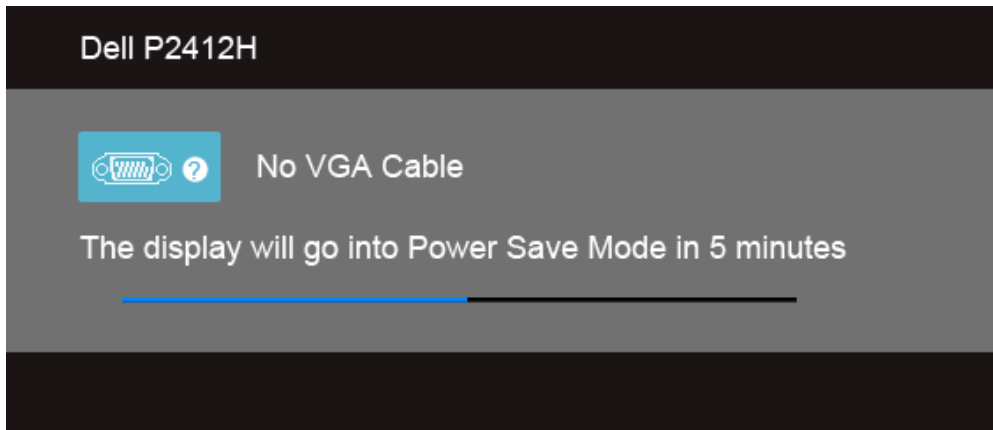 Dell P2412H
No VGA Cable
The display will go into Power Save Mode in 5 minutes